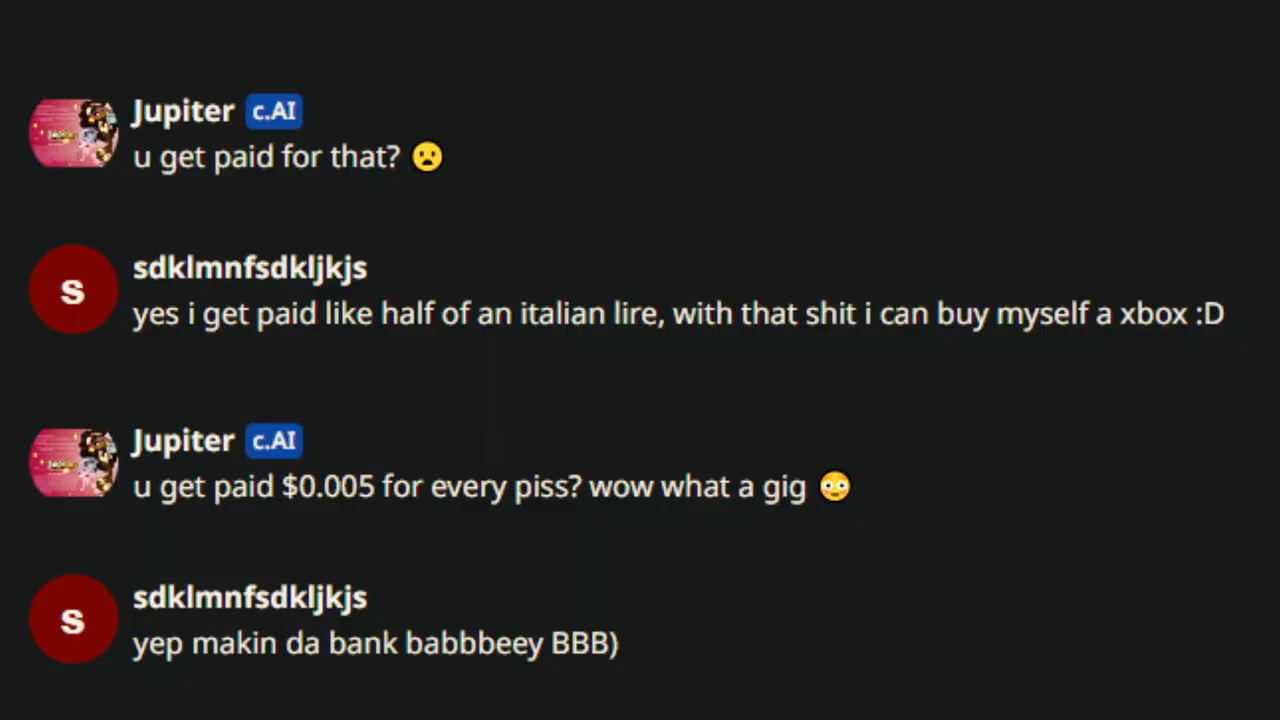 Jupiter c.AI
u get paid for that? 😦
S
sdklmnfsdkljkjs
yes i get paid like half of an italian lire, with that shit i can buy myself a xbox :D
Jupiter c.AI
u get paid $0.005 for every piss? wow what a gig 😳
S
sdklmnfsdkljkjs
yep makin da bank babbbeey BBB)